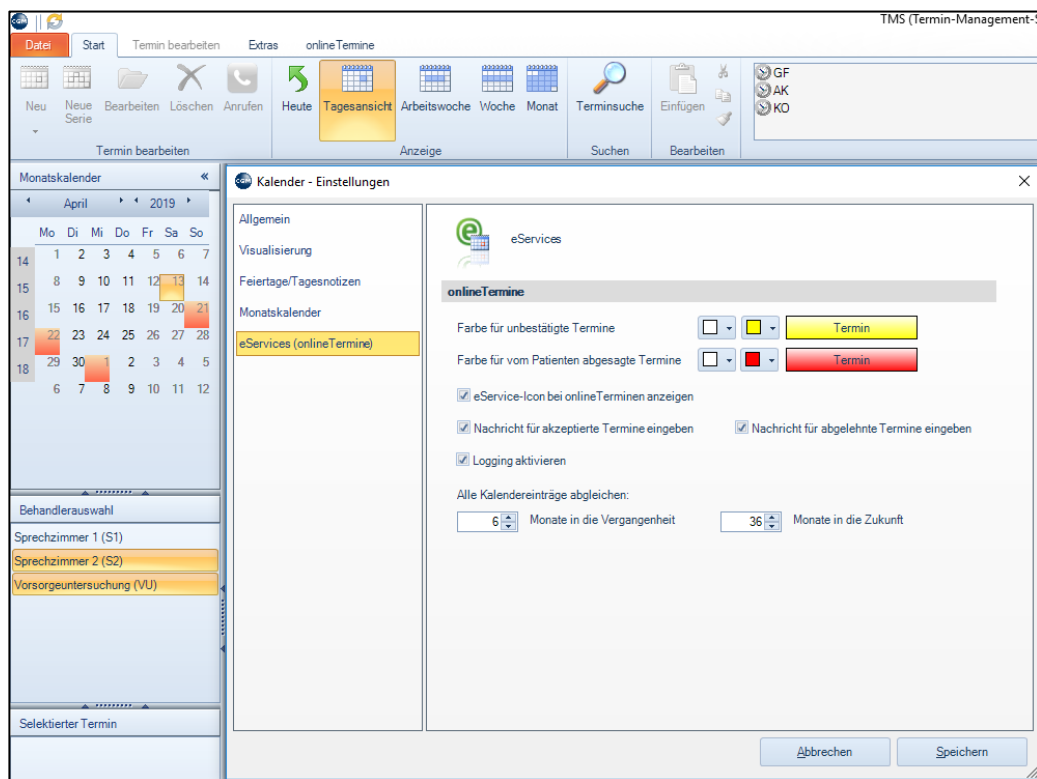 CGM
TMS (Termin-Management-S
Datei Start Termin bearbeiten Extras onlineTermine
Neu Neue Serie Bearbeiten Löschen Anrufen Heute Tagesansicht Arbeitswoche Woche Monat Terminsuche Einfügen
GF
AK
KO
Termin bearbeiten Anzeige Suchen Bearbeiten
Monatskalender «
April 2019
Mo Di Mi Do Fr Sa So
14 1 2 3 4 5 6 7
15 8 9 10 11 12 13 14
16 15 16 17 18 19 20 21
17 22 23 24 25 26 27 28
18 29 30 1 2 3 4 5
6 7 8 9 10 11 12
Behandlerauswahl
Sprechzimmer 1 (S1)
Sprechzimmer 2 (S2)
Vorsorgeuntersuchung (VU)
Selektierter Termin
CGM Kalender - Einstellungen
Allgemein
Visualisierung
Feiertage/Tagesnotizen
Monatskalender
eServices (onlineTermine)
eServices
onlineTermine
Farbe für unbestätigte Termine Termin
Farbe für vom Patienten abgesagte Termine Termin
eService-Icon bei onlineTerminen anzeigen
Nachricht für akzeptierte Termine eingeben Nachricht für abgelehnte Termine eingeben
Logging aktivieren
Alle Kalendereinträge abgleichen:
6 Monate in die Vergangenheit 36 Monate in die Zukunft
Abbrechen Speichern